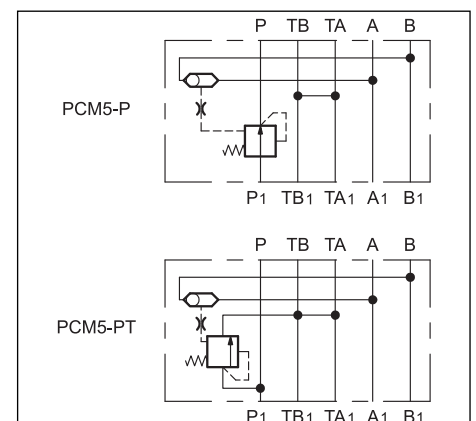 P TB TA A B
PCM5-P
P1 TB1 TA1 A1 B1
P TB TA A B
PCM5-PT
P1 TB1 TA1 A1 B1